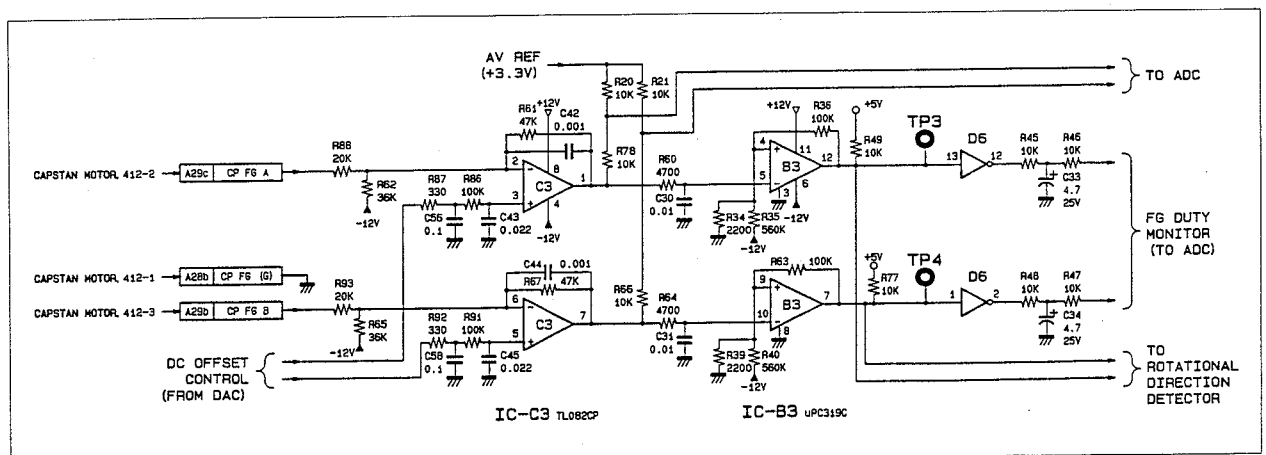 AV REF
(+3.3V)
R20
10K
R21
10K
TO ADC
R61
47K
+12V
C42
0.001
R88
20K
CAPSTAN MOTOR, 412-2
A29c
CP FG A
R62
36K
-12V
R87
330
R86
100K
C56
0.1
C43
0.022
2
3
8
C3
1
4
-12V
R78
10K
R60
4700
C30
0.01
+12V
R36
100K
4
5
11
B3
12
3
6
-12V
R34
2200
R35
560K
-12V
+5V
R49
10K
TP3
D6
13
12
R45
10K
R46
10K
C33
4.7
25V
FG DUTY
MONITOR
(TO ADC)
CAPSTAN MOTOR, 412-1
A28b
CP FG (G)
CAPSTAN MOTOR, 412-3
A29b
CP FG B
R93
20K
R65
36K
-12V
C44
0.001
R67
47K
R92
330
R91
100K
C58
0.1
C45
0.022
6
5
C3
7
R66
10K
R64
4700
C31
0.01
R63
100K
9
10
B3
7
8
R39
2200
R40
560K
-12V
+5V
R77
10K
TP4
D6
1
2
R48
10K
R47
10K
C34
4.7
25V
DC OFFSET
CONTROL
(FROM DAC)
TO
ROTATIONAL
DIRECTION
DETECTOR
IC-C3 TL082CP
IC-B3 uPC319C